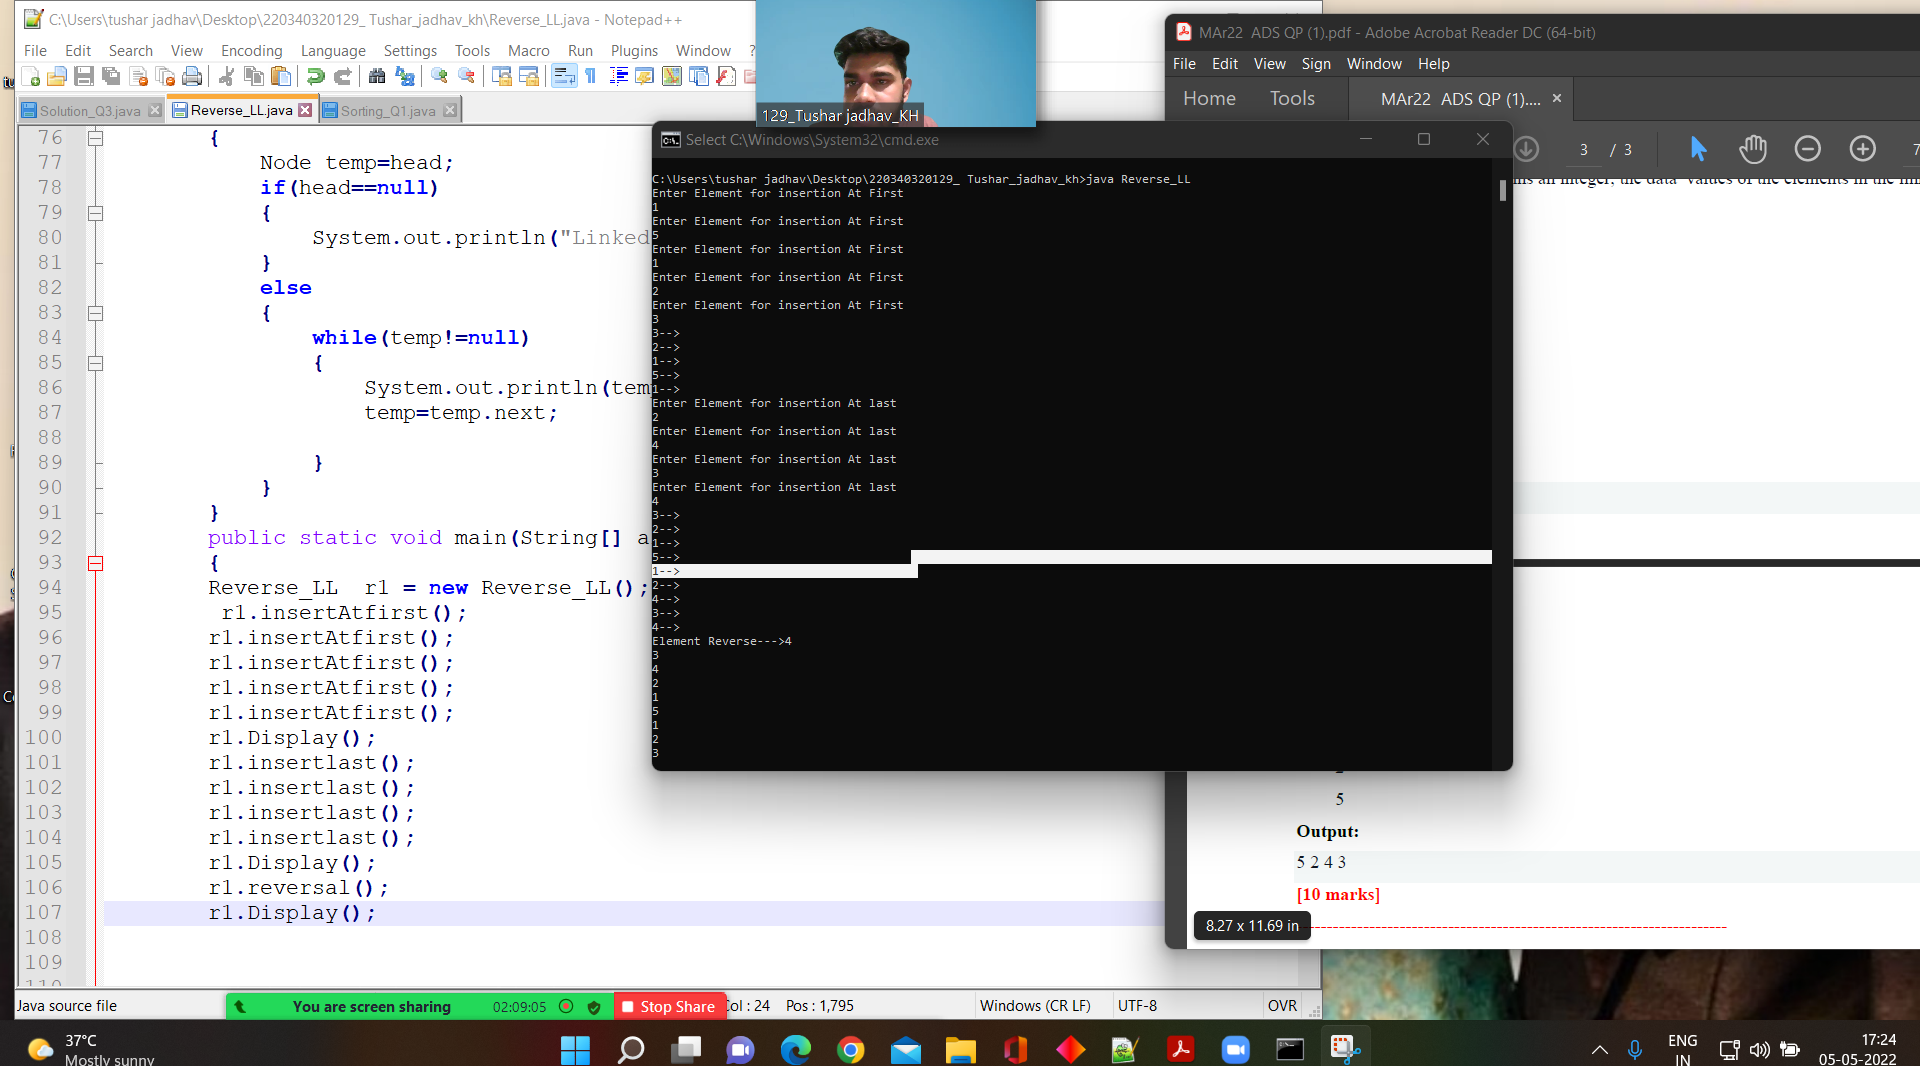 C:\Users\tushar jadhav\Desktop\220340320129_ Tushar_jadhav_kh\Reverse_LL.java - Notepad++
File Edit Search View Encoding Language Settings Tools Macro Run Plugins Window ?
Solution_Q3.java Reverse_LL.java Sorting_Q1.java
76 {
77 Node temp=head;
78 if(head==null)
79 {
80 System.out.println("Linked
81 }
82 else
83 {
84 while(temp!=null)
85 {
86 System.out.println(tem
87 temp=temp.next;
88
89 }
90 }
91 }
92 public static void main(String[] a
93 {
94 Reverse_LL r1 = new Reverse_LL();
95 r1.insertAtfirst();
96 r1.insertAtfirst();
97 r1.insertAtfirst();
98 r1.insertAtfirst();
99 r1.insertAtfirst();
100 r1.Display();
101 r1.insertlast();
102 r1.insertlast();
103 r1.insertlast();
104 r1.insertlast();
105 r1.Display();
106 r1.reversal();
107 r1.Display();
108
109
Java source file
You are screen sharing 02:09:05 Stop Share
Col : 24 Pos : 1,795 Windows (CR LF) UTF-8 OVR
129_Tushar jadhav_KH
Select C:\Windows\System32\cmd.exe
C:\Users\tushar jadhav\Desktop\220340320129_ Tushar_jadhav_kh>java Reverse_LL
Enter Element for insertion At First
1
Enter Element for insertion At First
5
Enter Element for insertion At First
1
Enter Element for insertion At First
2
Enter Element for insertion At First
3
3-->
2-->
1-->
5-->
1-->
Enter Element for insertion At last
2
Enter Element for insertion At last
4
Enter Element for insertion At last
3
Enter Element for insertion At last
4
3-->
2-->
1-->
5-->
1-->
2-->
4-->
3-->
4-->
Element Reverse--->4
3
4
2
1
5
1
2
3
MAr22 ADS QP (1).pdf - Adobe Acrobat Reader DC (64-bit)
File Edit View Sign Window Help
Home Tools MAr22 ADS QP (1)....
3 / 3
5
Output:
5 2 4 3
[10 marks]
8.27 x 11.69 in
37°C
Mostly sunny
ENG
IN
17:24
05-05-2022